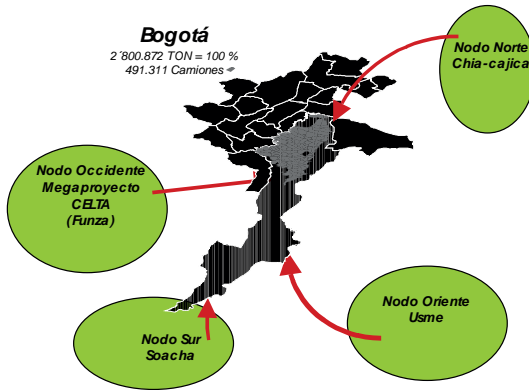 Bogotá
2´800.872 TON = 100 %
491.311 Camiones
Nodo Norte
Chia-cajica
Nodo Occidente
Megaproyecto
CELTA
(Funza)
Nodo Oriente
Usme
Nodo Sur
Soacha